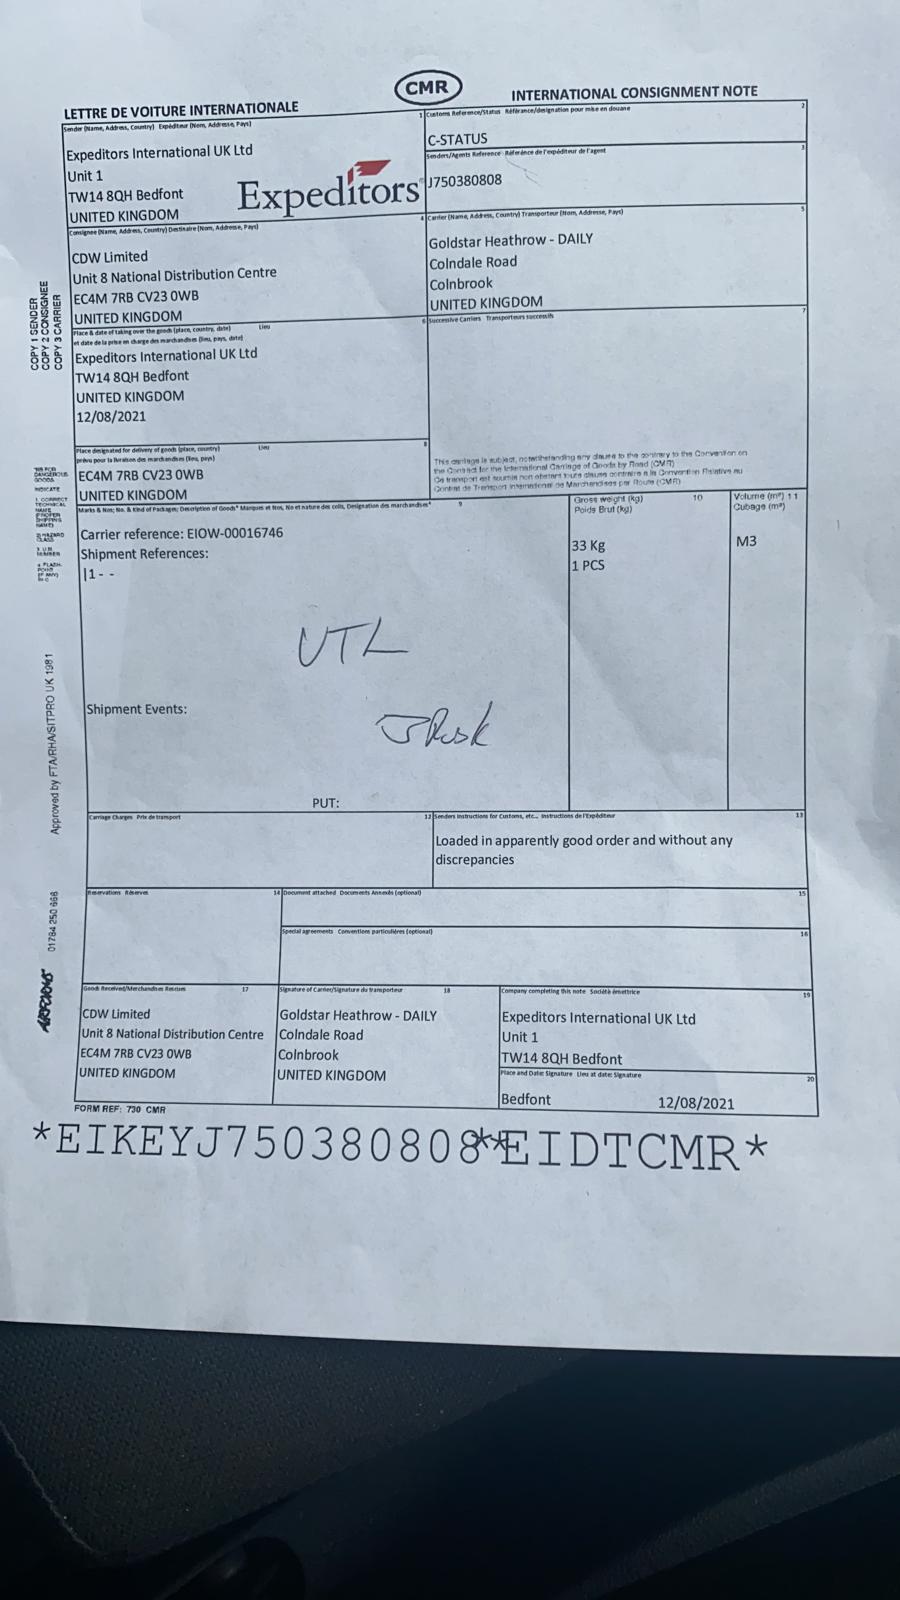 CMR
LETTRE DE VOITURE INTERNATIONALE
INTERNATIONAL CONSIGNMENT NOTE
Sender (Name, Address, Country) Expéditeur (Nom, Addresse, Pays) 1
Expeditors International UK Ltd
Unit 1
TW14 8QH Bedfont
UNITED KINGDOM
Expeditors
Customs Reference/Status Référance/designation pour mise en douane 2
C-STATUS
Senders/Agents Reference Référence de l'expéditeur de l'agent 3
J750380808
Consignee (Name, Address, Country) Destinataire (Nom, Addresse, Pays) 4
CDW Limited
Unit 8 National Distribution Centre
EC4M 7RB CV23 0WB
UNITED KINGDOM
Carrier (Name, Address, Country) Transporteur (Nom, Addresse, Pays) 5
Goldstar Heathrow - DAILY
Colndale Road
Colnbrook
UNITED KINGDOM
Place & date of taking over the goods (place, country, date) Lieu 6
et date de la prise en charge des marchandises (lieu, pays, date)
Expeditors International UK Ltd
TW14 8QH Bedfont
UNITED KINGDOM
12/08/2021
Successive Carriers Transporteurs successifs 7
Place designated for delivery of goods (place, country) Lieu 8
prévu pour la livraison des marchandises (lieu, pays)
EC4M 7RB CV23 0WB
UNITED KINGDOM
This carriage is subject, notwithstanding any clause to the contrary to the Convention on
the Contract for the International Carriage of Goods by Road (CMR)
Ce transport est soumis non obstant toute clause contraire a la Convention Relative au
Contrat de Transport International de Marchandises par Route (CMR)
Marks & Nos; No. & Kind of Packages; Description of Goods* Marques et Nos, No et nature des colis, Designation des marchandises* 9
Carrier reference: EIOW-00016746
Shipment References:
|1 - -
Gross weight (kg) 10
Poids Brut (kg)
33 Kg
1 PCS
Volume (m³) 11
Cubage (m³)
M3
UTL
Shipment Events:
PUT:
Carriage Charges Prix de transport 12
Senders Instructions for Customs, etc... Instructions de l'Expéditeur 13
Loaded in apparently good order and without any
discrepancies
Reservations Réserves 14
Document attached Documents Annexés (optional) 15
Special agreements Conventions particulières (optional) 16
Goods Received/Merchandises Recues 17
CDW Limited
Unit 8 National Distribution Centre
EC4M 7RB CV23 0WB
UNITED KINGDOM
Signature of Carrier/Signature du transporteur 18
Goldstar Heathrow - DAILY
Colndale Road
Colnbrook
UNITED KINGDOM
Company completing this note Société émettrice 19
Expeditors International UK Ltd
Unit 1
TW14 8QH Bedfont
Place and Date: Signature Lieu at date: Signature 20
Bedfont 12/08/2021
FORM REF: 730 CMR
*EIKEYJ750380808**EIDTCMR*
COPY 1 SENDER
COPY 2 CONSIGNEE
COPY 3 CARRIER
Approved by FTA/RHA/SITPRO UK 1981
01784 250 666